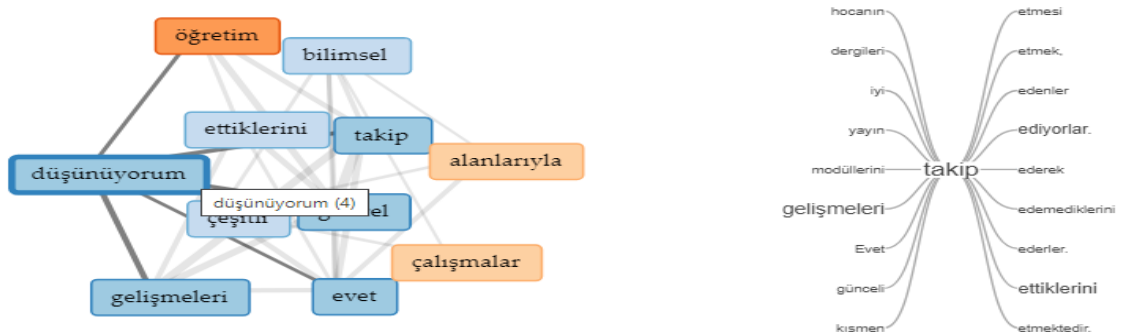 öğretim
bilimsel
ettiklerini
takip
alanlarıyla
düşünüyorum
düşünüyorum (4)
çeşitli
çalışmalar
gelişmeleri
evet
hocanın
dergileri
iyi
yayın
modüllerini
gelişmeleri
Evet
günceli
kısmen
takip
etmesi
etmek,
edenler
ediyorlar.
ederek
edemediklerini
ederler.
ettiklerini
etmektedir.